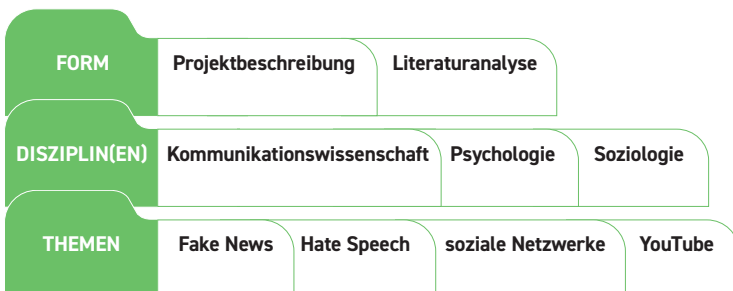 FORM Projektbeschreibung Literaturanalyse
DISZIPLIN(EN) Kommunikationswissenschaft Psychologie Soziologie
THEMEN Fake News Hate Speech soziale Netzwerke YouTube